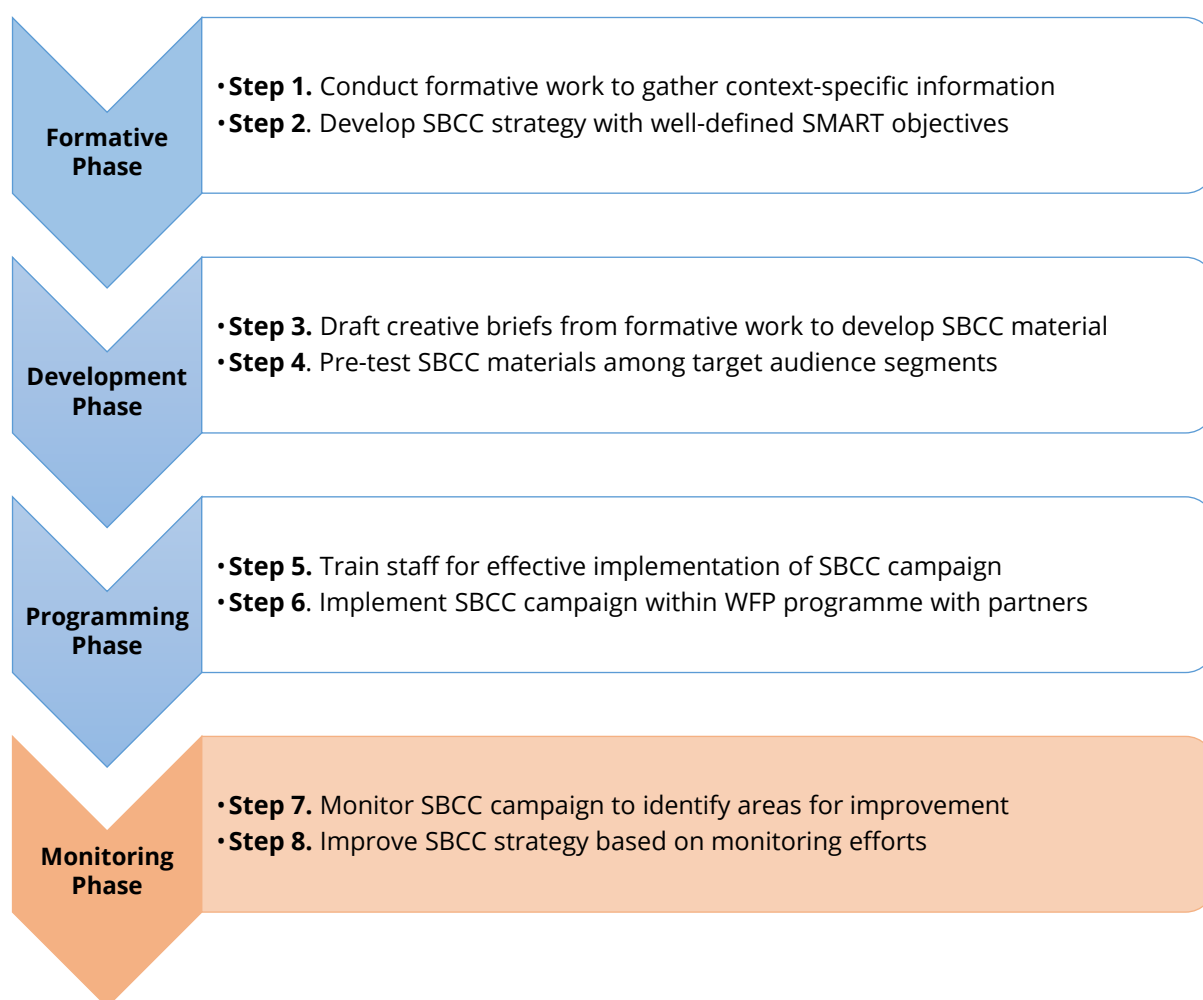 Formative
Phase
•Step 1. Conduct formative work to gather context-specific information
•Step 2. Develop SBCC strategy with well-defined SMART objectives
Development
Phase
•Step 3. Draft creative briefs from formative work to develop SBCC material
•Step 4. Pre-test SBCC materials among target audience segments
Programming
Phase
•Step 5. Train staff for effective implementation of SBCC campaign
•Step 6. Implement SBCC campaign within WFP programme with partners
Monitoring
Phase
•Step 7. Monitor SBCC campaign to identify areas for improvement
•Step 8. Improve SBCC strategy based on monitoring efforts